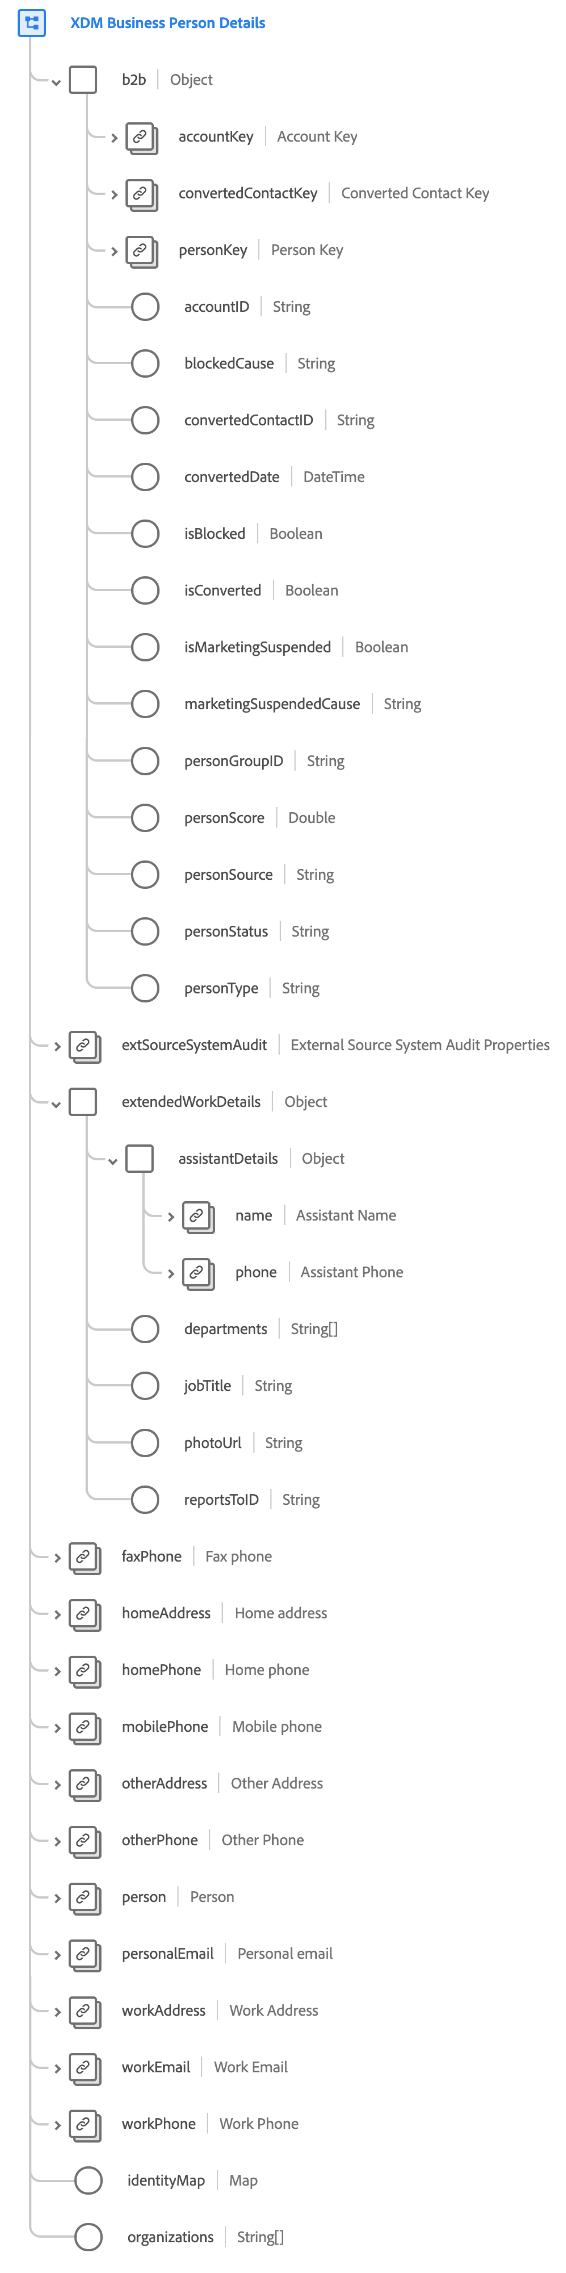 XDM Business Person Details
b2b | Object
accountKey | Account Key
convertedContactKey | Converted Contact Key
personKey | Person Key
accountID | String
blockedCause | String
convertedContactID | String
convertedDate | DateTime
isBlocked | Boolean
isConverted | Boolean
isMarketingSuspended | Boolean
marketingSuspendedCause | String
personGroupID | String
personScore | Double
personSource | String
personStatus | String
personType | String
extSourceSystemAudit | External Source System Audit Properties
extendedWorkDetails | Object
assistantDetails | Object
name | Assistant Name
phone | Assistant Phone
departments | String[]
jobTitle | String
photoUrl | String
reportsToID | String
faxPhone | Fax phone
homeAddress | Home address
homePhone | Home phone
mobilePhone | Mobile phone
otherAddress | Other Address
otherPhone | Other Phone
person | Person
personalEmail | Personal email
workAddress | Work Address
workEmail | Work Email
workPhone | Work Phone
identityMap | Map
organizations | String[]